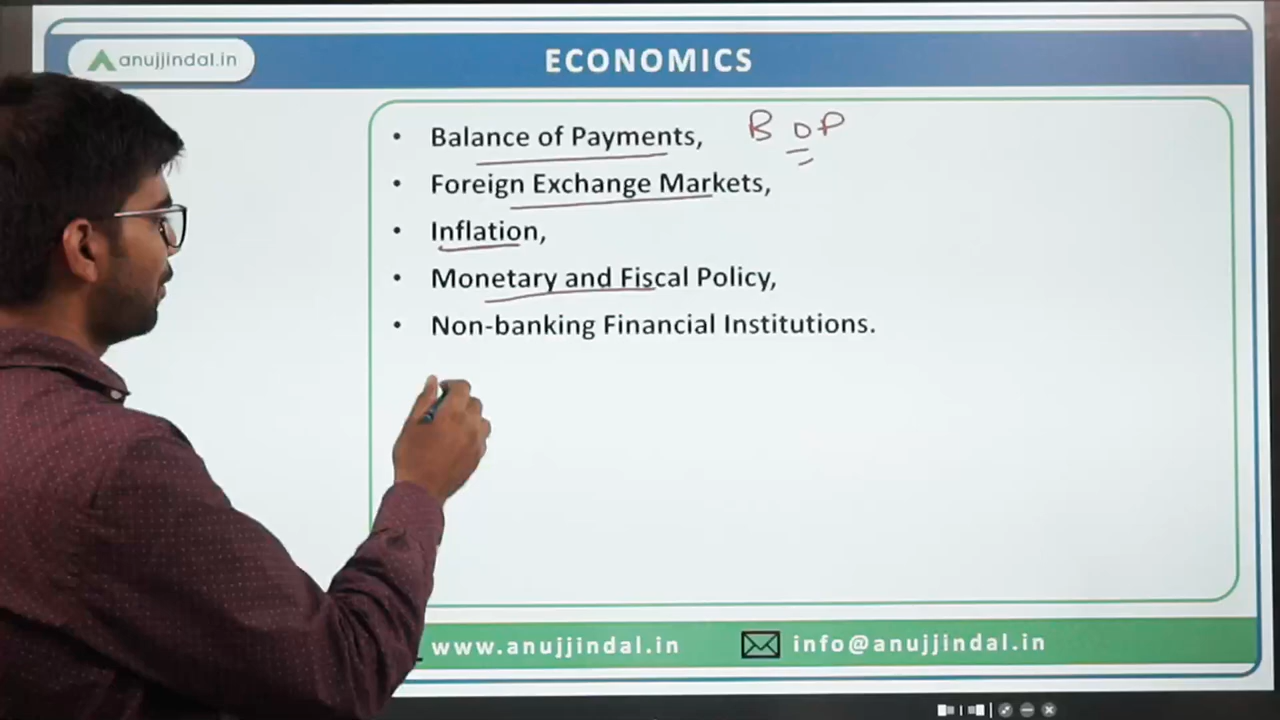 anujjindal.in
ECONOMICS
• Balance of Payments, BOP
• Foreign Exchange Markets,
• Inflation,
• Monetary and Fiscal Policy,
• Non-banking Financial Institutions.
www.anujjindal.in
info@anujjindal.in